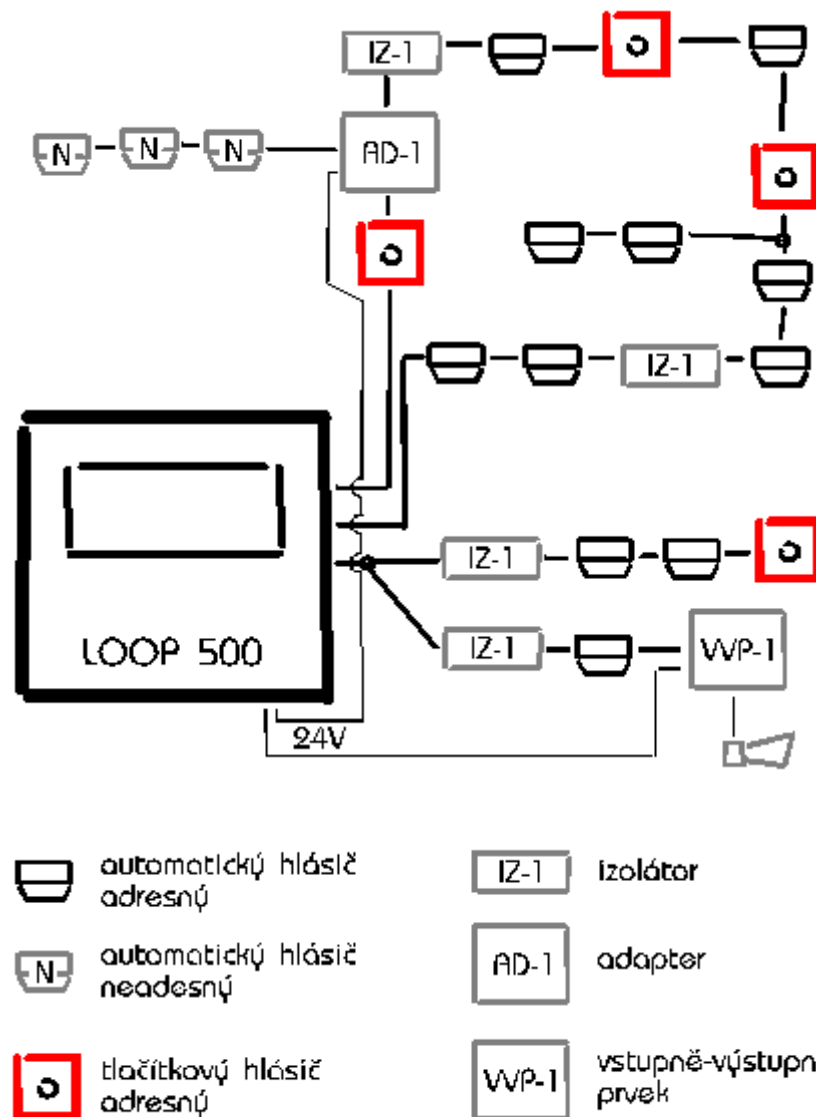 IZ-1
N
N
N
AD-1
IZ-1
IZ-1
LOOP 500
IZ-1
VVP-1
24V
automatický hlásič
adresný
IZ-1
izolátor
N
automatický hlásič
neadesný
AD-1
adapter
tlačítkový hlásič
adresný
VVP-1
vstupně-výstupn
prvek